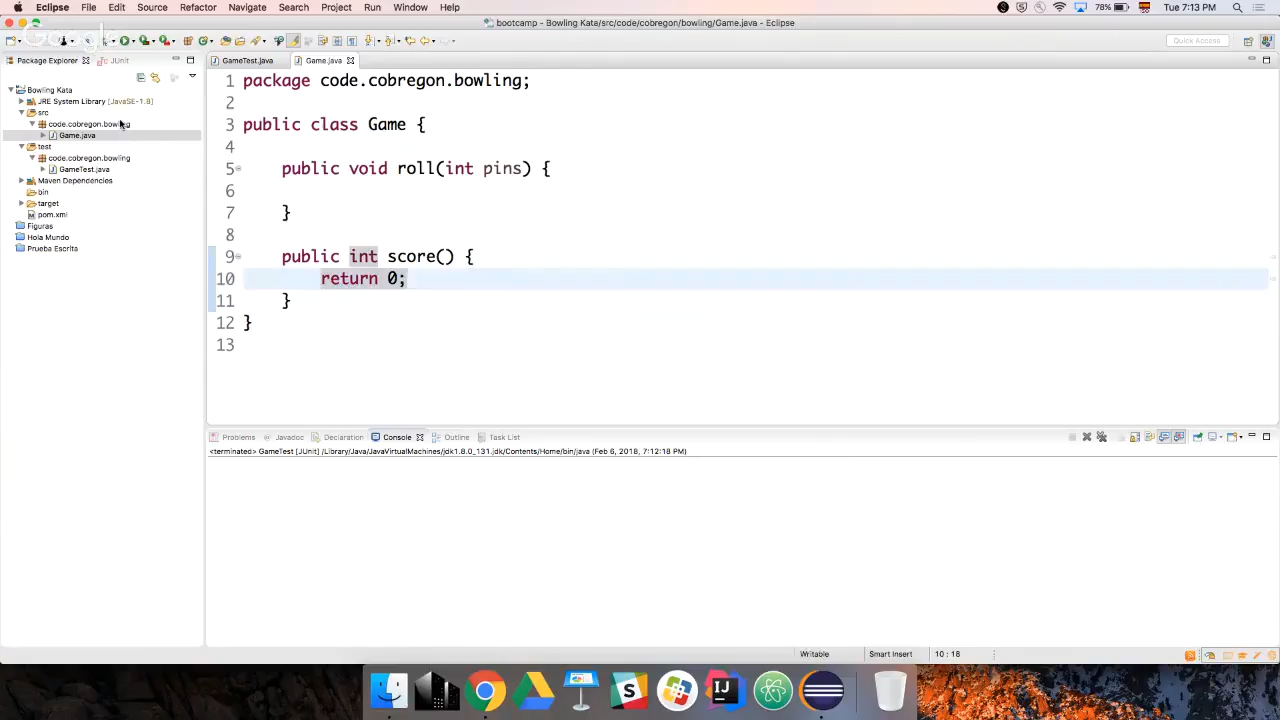 Eclipse File Edit Source Refactor Navigate Search Project Run Window Help 78% Tue 7:13 PM
bootcamp - Bowling Kata/src/code/cobregon/bowling/Game.java - Eclipse
Quick Access
Package Explorer JUnit
GameTest.java Game.java
Bowling Kata
JRE System Library [JavaSE-1.8]
src
code.cobregon.bowling
Game.java
test
code.cobregon.bowling
GameTest.java
Maven Dependencies
bin
target
pom.xml
Figuras
Hola Mundo
Prueba Escrita
1 package code.cobregon.bowling;
2
3 public class Game {
4
5 public void roll(int pins) {
6
7 }
8
9 public int score() {
10 return 0;
11 }
12 }
13
Problems Javadoc Declaration Console Outline Task List
<terminated> GameTest [JUnit] /Library/Java/JavaVirtualMachines/jdk1.8.0_131.jdk/Contents/Home/bin/java (Feb 6, 2018, 7:12:18 PM)
Writable Smart Insert 10 : 18